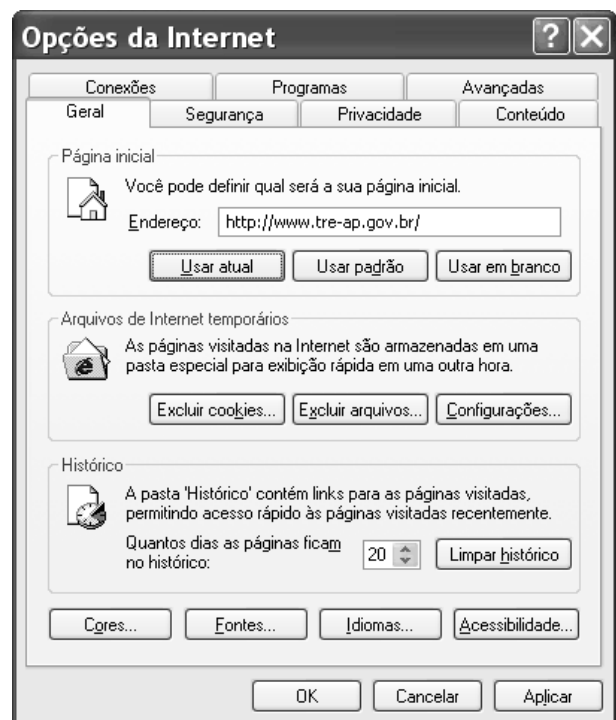 Opções da Internet
Conexões Programas Avançadas
Geral Segurança Privacidade Conteúdo
Página inicial
Você pode definir qual será a sua página inicial.
Endereço: http://www.tre-ap.gov.br/
Usar atual Usar padrão Usar em branco
Arquivos de Internet temporários
As páginas visitadas na Internet são armazenadas em uma
pasta especial para exibição rápida em uma outra hora.
Excluir cookies... Excluir arquivos... Configurações...
Histórico
A pasta 'Histórico' contém links para as páginas visitadas,
permitindo acesso rápido às páginas visitadas recentemente.
Quantos dias as páginas ficam
no histórico: 20 Limpar histórico
Cores... Fontes... Idiomas... Acessibilidade...
OK Cancelar Aplicar